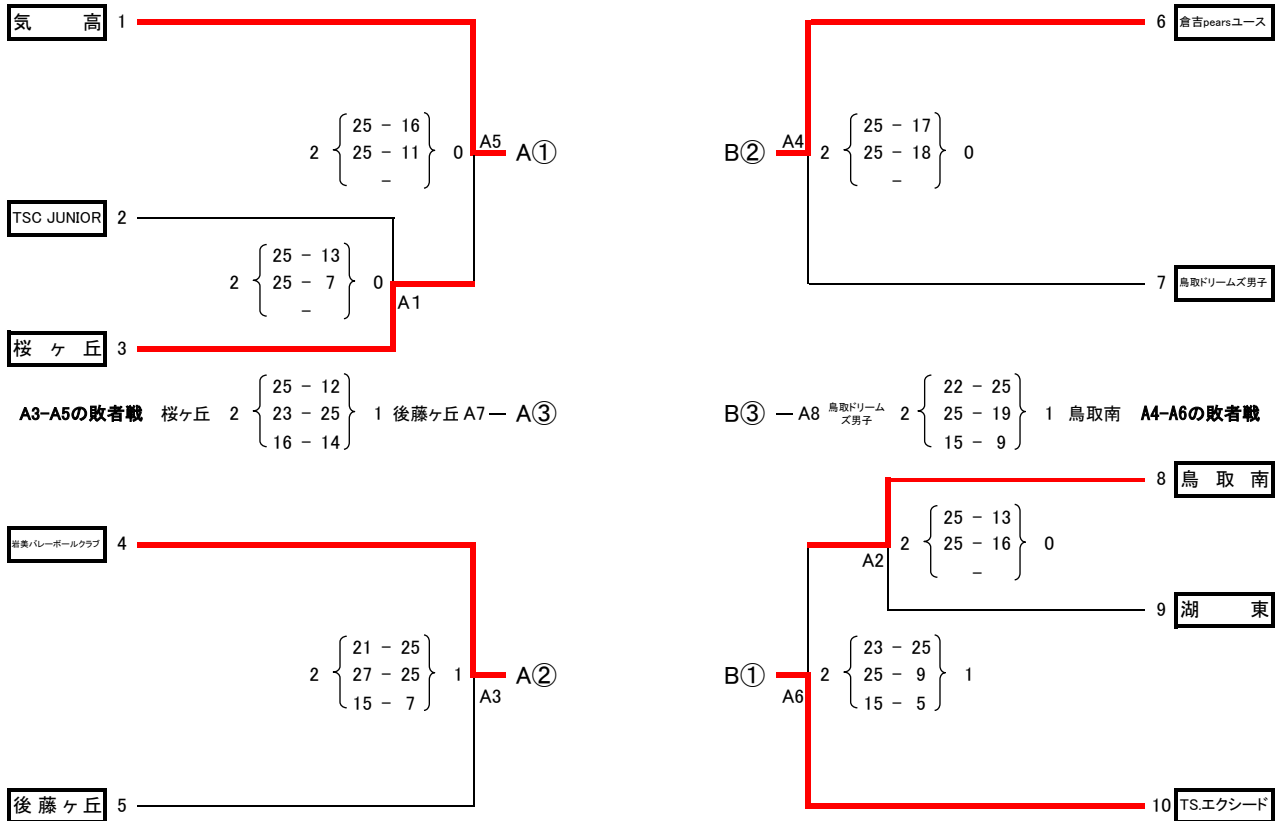 気 高 1
25 - 16
2 25 - 11 0 A5 A①
-
TSC JUNIOR 2
25 - 13
2 25 - 7 0
- A1
桜 ヶ 丘 3
25 - 12
A3-A5の敗者戦 桜ヶ丘 2 23 - 25 1 後藤ヶ丘 A7 - A③
16 - 14
岩美バレーボールクラブ 4
21 - 25
2 27 - 25 1 A3 A②
15 - 7
後 藤 ヶ 丘 5
6 倉吉pearsユース
25 - 17
B② A4 2 25 - 18 0
-
7 鳥取ドリームズ男子
22 - 25
B③ - A8 鳥取ドリームズ男子 2 25 - 19 1 鳥取南 A4-A6の敗者戦
15 - 9
8 鳥 取 南
25 - 13
A2 2 25 - 16 0
-
9 湖 東
23 - 25
B① A6 2 25 - 9 1
15 - 5
10 TS.エクシード